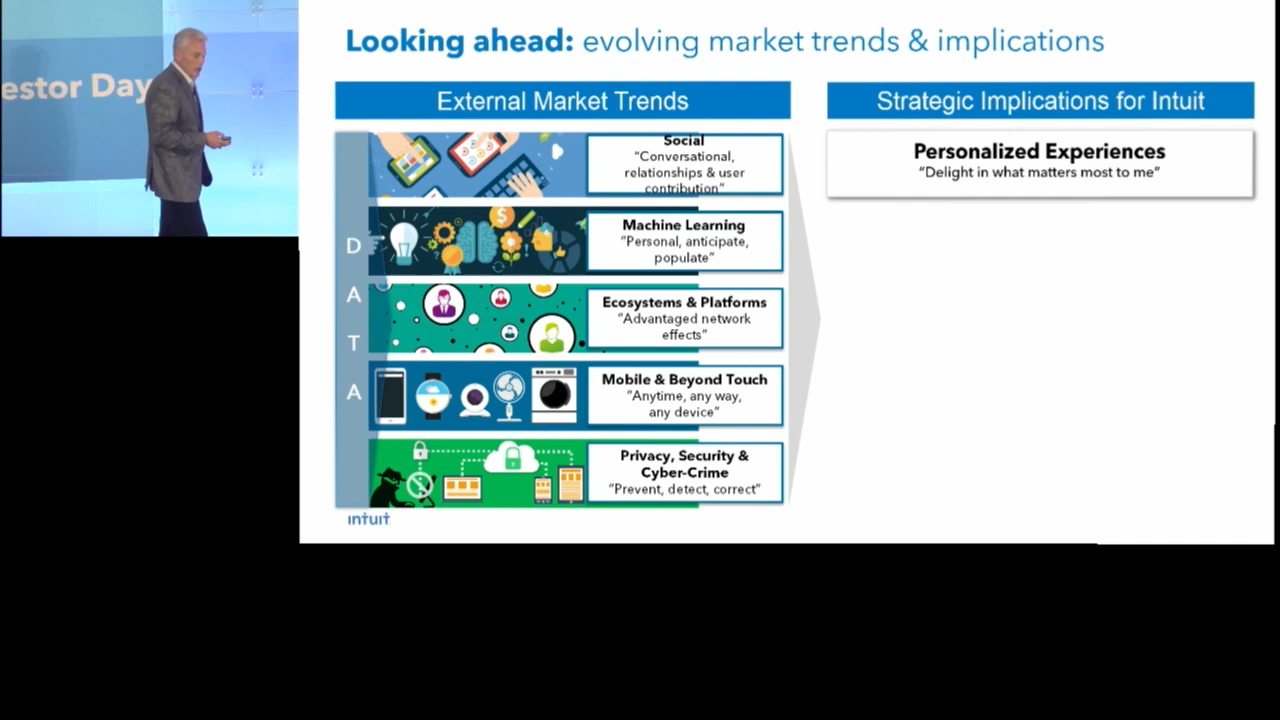 estor Day
Looking ahead: evolving market trends & implications
External Market Trends
Strategic Implications for Intuit
D
A
T
A
Social
“Conversational,
relationships & user
contribution”
Machine Learning
“Personal, anticipate,
populate”
Ecosystems & Platforms
“Advantaged network
effects”
Mobile & Beyond Touch
“Anytime, any way,
any device”
Privacy, Security &
Cyber-Crime
“Prevent, detect, correct”
Personalized Experiences
“Delight in what matters most to me”
intuit